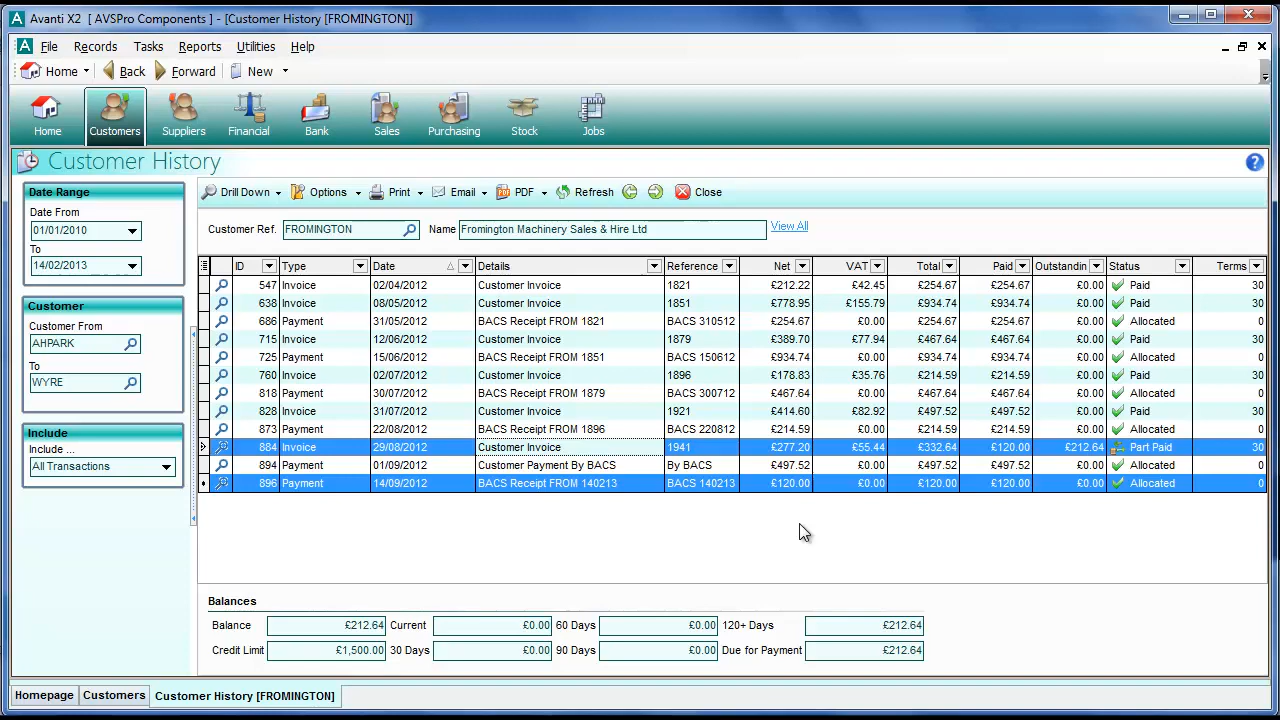 Avanti X2 [ AVSPro Components ] - [Customer History [FROMINGTON]]
File Records Tasks Reports Utilities Help
Home Back Forward New
Home Customers Suppliers Financial Bank Sales Purchasing Stock Jobs
Customer History
Date Range
Date From
01/01/2010
To
14/02/2013
Customer
Customer From
AHPARK
To
WYRE
Include
Include ...
All Transactions
Drill Down Options Print Email PDF Refresh Close
Customer Ref. FROMINGTON Name Fromington Machinery Sales & Hire Ltd View All
ID Type Date Details Reference Net VAT Total Paid Outstandin Status Terms
547 Invoice 02/04/2012 Customer Invoice 1821 £212.22 £42.45 £254.67 £254.67 £0.00 Paid 30
638 Invoice 08/05/2012 Customer Invoice 1851 £778.95 £155.79 £934.74 £934.74 £0.00 Paid 30
686 Payment 31/05/2012 BACS Receipt FROM 1821 BACS 310512 £254.67 £0.00 £254.67 £254.67 £0.00 Allocated 0
715 Invoice 12/06/2012 Customer Invoice 1879 £389.70 £77.94 £467.64 £467.64 £0.00 Paid 30
725 Payment 15/06/2012 BACS Receipt FROM 1851 BACS 150612 £934.74 £0.00 £934.74 £934.74 £0.00 Allocated 0
760 Invoice 02/07/2012 Customer Invoice 1896 £178.83 £35.76 £214.59 £214.59 £0.00 Paid 30
818 Payment 30/07/2012 BACS Receipt FROM 1879 BACS 300712 £467.64 £0.00 £467.64 £467.64 £0.00 Allocated 0
828 Invoice 31/07/2012 Customer Invoice 1921 £414.60 £82.92 £497.52 £497.52 £0.00 Paid 30
873 Payment 22/08/2012 BACS Receipt FROM 1896 BACS 220812 £214.59 £0.00 £214.59 £214.59 £0.00 Allocated 0
884 Invoice 29/08/2012 Customer Invoice 1941 £277.20 £55.44 £332.64 £120.00 £212.64 Part Paid 30
894 Payment 01/09/2012 Customer Payment By BACS By BACS £497.52 £0.00 £497.52 £497.52 £0.00 Allocated 0
896 Payment 14/09/2012 BACS Receipt FROM 140213 BACS 140213 £120.00 £0.00 £120.00 £120.00 £0.00 Allocated 0
Balances
Balance £212.64 Current £0.00 60 Days £0.00 120+ Days £212.64
Credit Limit £1,500.00 30 Days £0.00 90 Days £0.00 Due for Payment £212.64
Homepage Customers Customer History [FROMINGTON]